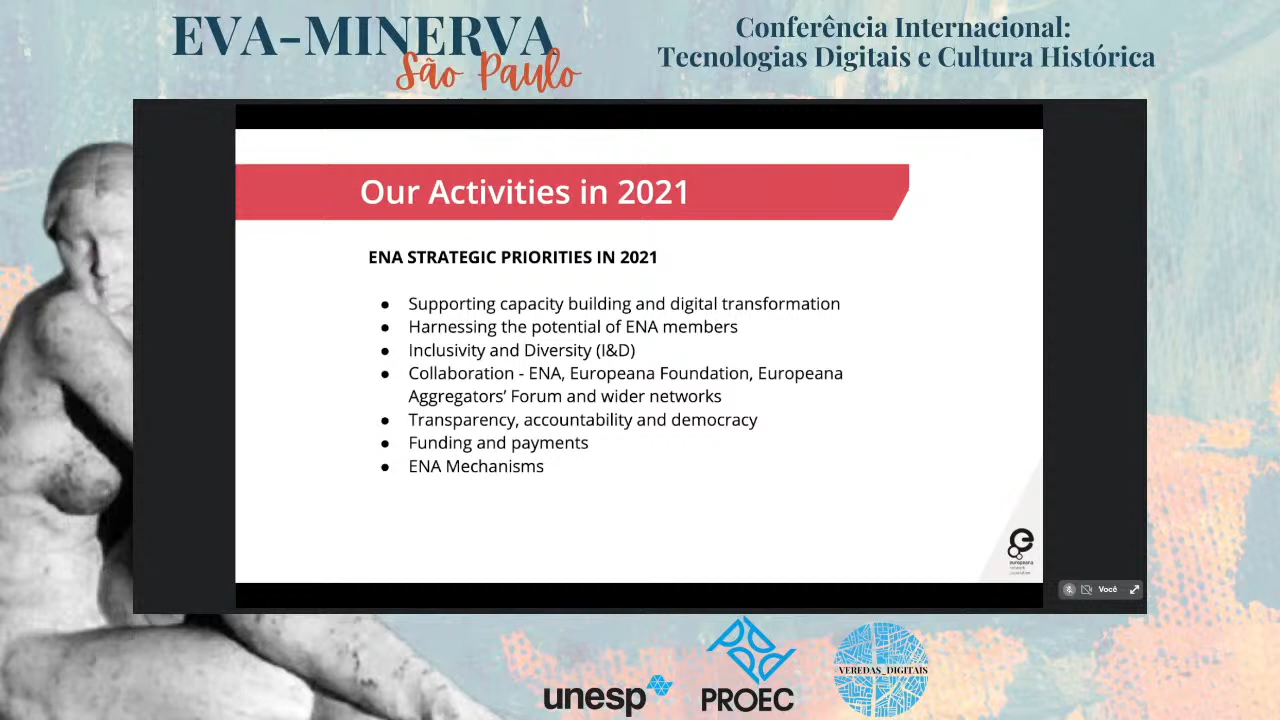 EVA-MINERVA
São Paulo
Conferência Internacional:
Tecnologias Digitais e Cultura Histórica
Our Activities in 2021
ENA STRATEGIC PRIORITIES IN 2021
● Supporting capacity building and digital transformation
● Harnessing the potential of ENA members
● Inclusivity and Diversity (I&D)
● Collaboration - ENA, Europeana Foundation, Europeana
Aggregators’ Forum and wider networks
● Transparency, accountability and democracy
● Funding and payments
● ENA Mechanisms
europeana
Você
unesp
PROEC
VEREDAS_DIGITAIS